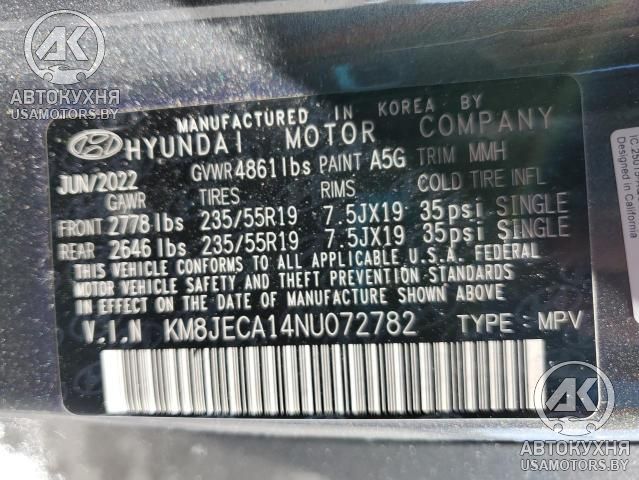 AK
АВТОКУХНЯ
USAMOTORS.BY
MANUFACTURED IN KOREA BY
HYUNDAI MOTOR COMPANY
JUN/2022 GVWR 4861 lbs PAINT A5G TRIM MMH
GAWR TIRES RIMS COLD TIRE INFL
FRONT 2778 lbs 235/55R19 7.5JX19 35 psi SINGLE
REAR 2646 lbs 235/55R19 7.5JX19 35 psi SINGLE
THIS VEHICLE CONFORMS TO ALL APPLICABLE U.S.A. FEDERAL
MOTOR VEHICLE SAFETY AND THEFT PREVENTION STANDARDS
IN EFFECT ON THE DATE OF MANUFACTURE SHOWN ABOVE.
V.I.N KM8JECA14NU072782 TYPE: MPV
Designed in California
AK
АВТОКУХНЯ
USAMOTORS.BY